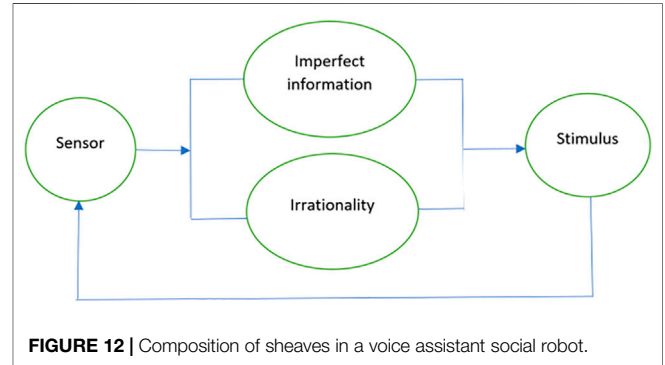 Imperfect
information
Sensor
Stimulus
Irrationality
FIGURE 12 | Composition of sheaves in a voice assistant social robot.